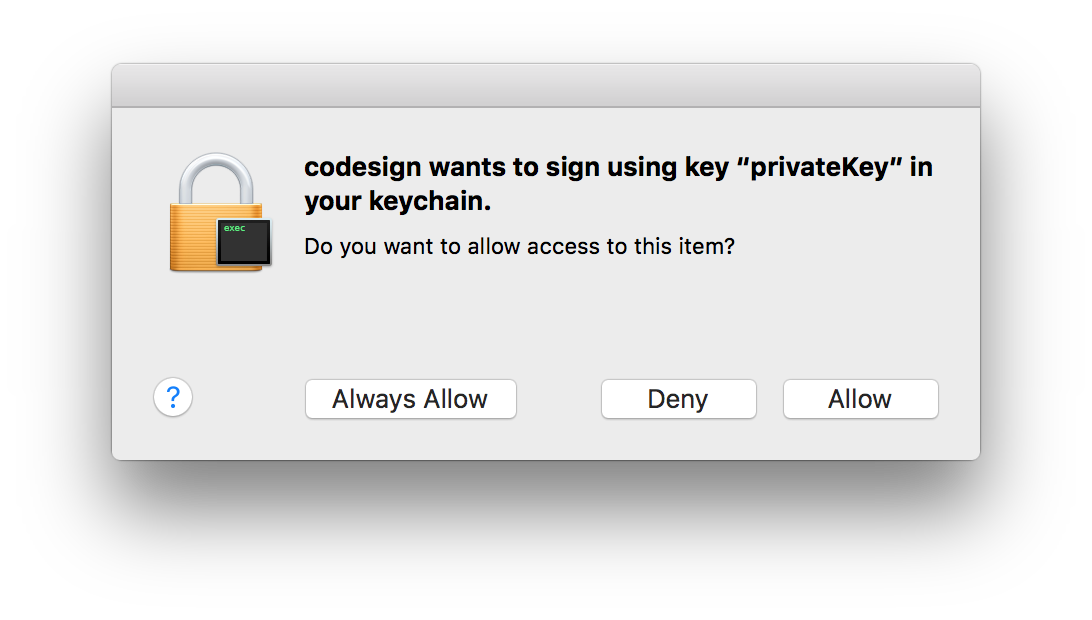 codesign wants to sign using key “privateKey” in
your keychain.
exec
Do you want to allow access to this item?
?
Always Allow
Deny
Allow